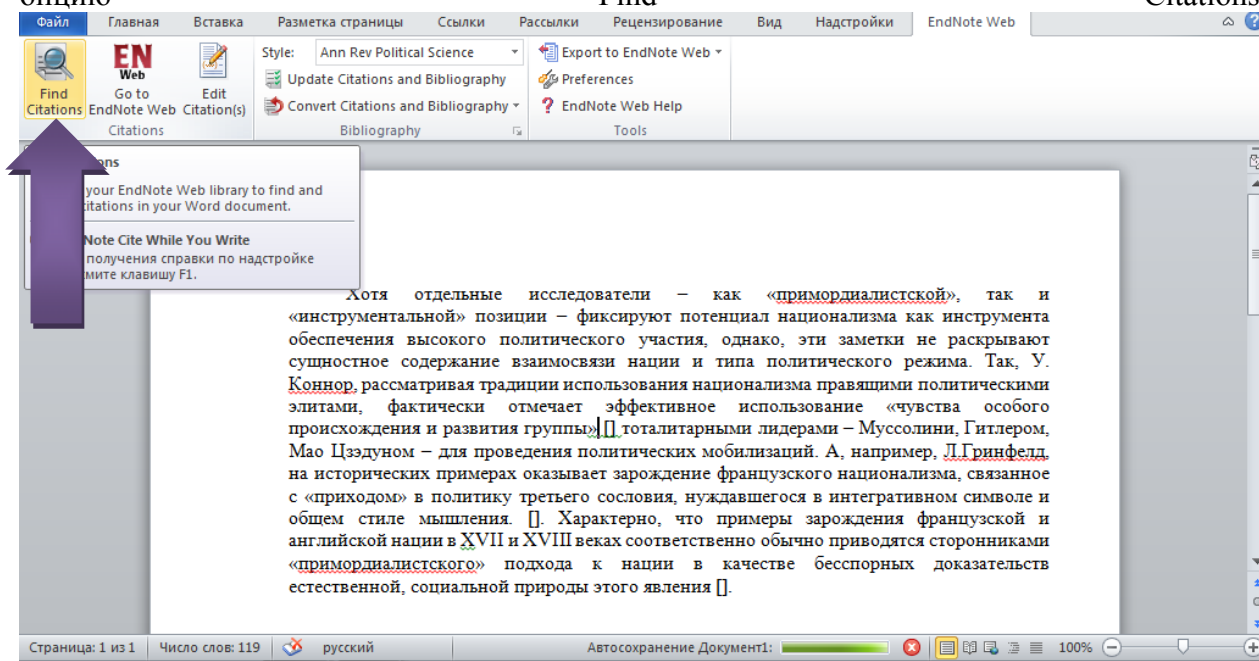 опцию Find Citations
Файл Главная Вставка Разметка страницы Ссылки Рассылки Рецензирование Вид Надстройки EndNote Web
Find Citations
EN Web Go to EndNote Web
Edit Citation(s)
Citations
Style: Ann Rev Political Science
Update Citations and Bibliography
Convert Citations and Bibliography
Bibliography
Export to EndNote Web
Preferences
EndNote Web Help
Tools
your EndNote Web library to find and
in your Word document.
Note Cite While You Write
получения справки по надстройке
клавишу F1.
Хотя отдельные исследователи – как «примордиалистской», так и
«инструментальной» позиции – фиксируют потенциал национализма как инструмента
обеспечения высокого политического участия, однако, эти заметки не раскрывают
сущностное содержание взаимосвязи нации и типа политического режима. Так, У.
Коннор, рассматривая традиции использования национализма правящими политическими
элитами, фактически отмечает эффективное использование «чувства особого
происхождения и развития группы» [] тоталитарными лидерами – Муссолини, Гитлером,
Мао Цзэдуном – для проведения политических мобилизаций. А, например, Л.Гринфелд,
на исторических примерах оказывает зарождение французского национализма, связанное
с «приходом» в политику третьего сословия, нуждавшегося в интегративном символе и
общем стиле мышления. []. Характерно, что примеры зарождения французской и
английской нации в XVII и XVIII веках соответственно обычно приводятся сторонниками
«примордиалистского» подхода к нации в качестве бесспорных доказательств
естественной, социальной природы этого явления [].
Страница: 1 из 1 Число слов: 119 русский Автосохранение Документ1: 100%